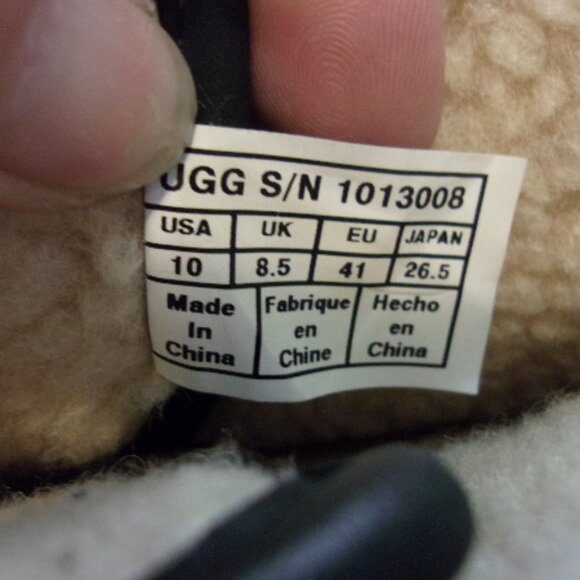 UGG S/N 1013008
USA UK EU JAPAN
10 8.5 41 26.5
Made Fabrique Hecho
In en en
China Chine China